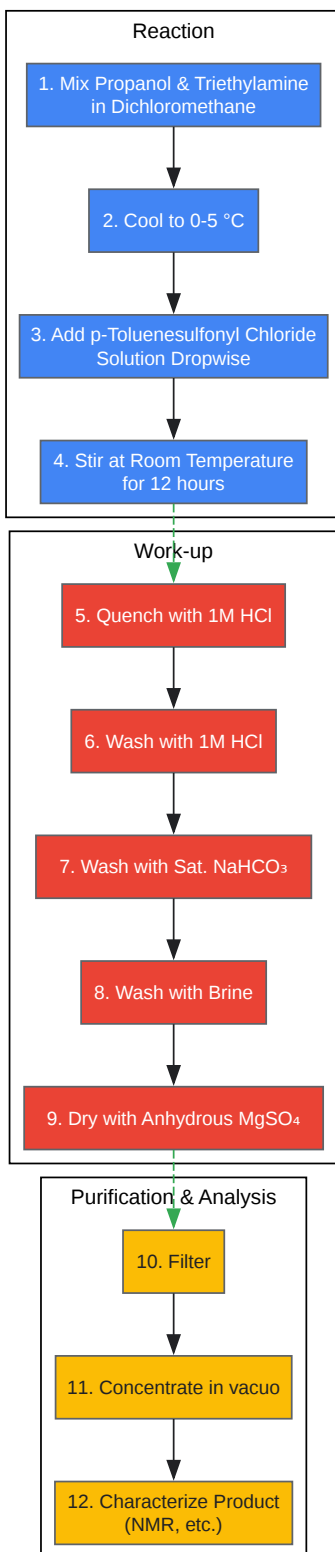 Reaction
1. Mix Propanol & Triethylamine
in Dichloromethane
2. Cool to 0-5 °C
3. Add p-Toluenesulfonyl Chloride
Solution Dropwise
4. Stir at Room Temperature
for 12 hours
Work-up
5. Quench with 1M HCl
6. Wash with 1M HCl
7. Wash with Sat. NaHCO₃
8. Wash with Brine
9. Dry with Anhydrous MgSO₄
Purification & Analysis
10. Filter
11. Concentrate in vacuo
12. Characterize Product
(NMR, etc.)